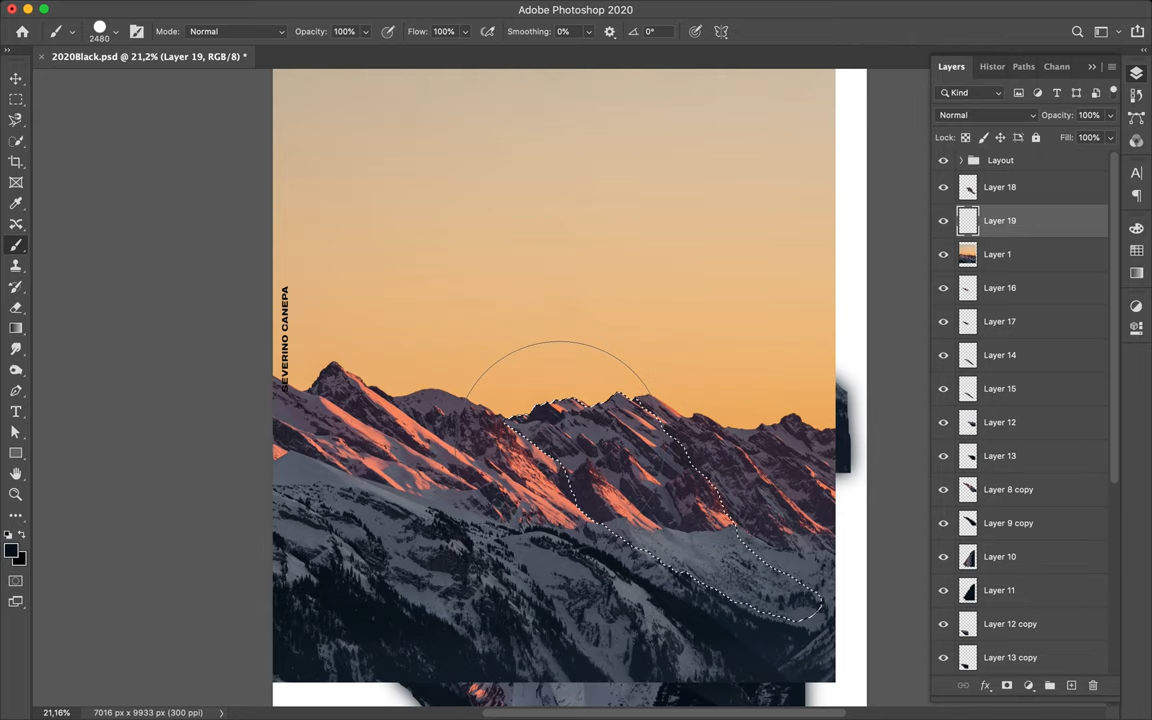 Adobe Photoshop 2020
2480
Mode: Normal
Opacity: 100%
Flow: 100%
Smoothing: 0%
0°
2020Black.psd @ 21,2% (Layer 19, RGB/8) *
Layers
Histor
Paths
Chann
Kind
Normal
Opacity: 100%
Lock:
Fill: 100%
Layout
Layer 18
Layer 19
Layer 1
Layer 16
Layer 17
Layer 14
Layer 15
Layer 12
Layer 13
Layer 8 copy
Layer 9 copy
Layer 10
Layer 11
Layer 12 copy
Layer 13 copy
SEVERINO CANEPA
21,16%
7016 px x 9933 px (300 ppi)